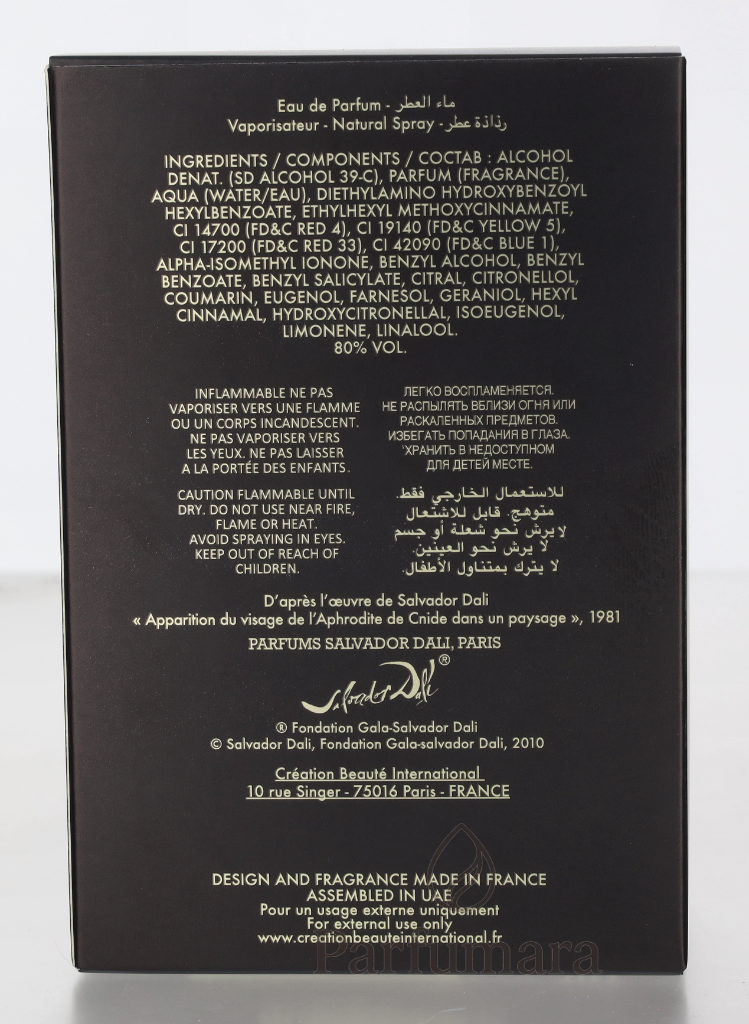 Eau de Parfum - ماء العطر
Vaporisateur - Natural Spray - رذاذة عطر
INGREDIENTS / COMPONENTS / COCTAB : ALCOHOL
DENAT. (SD ALCOHOL 39-C), PARFUM (FRAGRANCE),
AQUA (WATER/EAU), DIETHYLAMINO HYDROXYBENZOYL
HEXYLBENZOATE, ETHYLHEXYL METHOXYCINNAMATE,
CI 14700 (FD&C RED 4), CI 19140 (FD&C YELLOW 5),
CI 17200 (FD&C RED 33), CI 42090 (FD&C BLUE 1),
ALPHA-ISOMETHYL IONONE, BENZYL ALCOHOL, BENZYL
BENZOATE, BENZYL SALICYLATE, CITRAL, CITRONELLOL,
COUMARIN, EUGENOL, FARNESOL, GERANIOL, HEXYL
CINNAMAL, HYDROXYCITRONELLAL, ISOEUGENOL,
LIMONENE, LINALOOL.
80% VOL.
INFLAMMABLE NE PAS
VAPORISER VERS UNE FLAMME
OU UN CORPS INCANDESCENT.
NE PAS VAPORISER VERS
LES YEUX. NE PAS LAISSER
A LA PORTÉE DES ENFANTS.
ЛЕГКО ВОСПЛАМЕНЯЕТСЯ.
НЕ РАСПЫЛЯТЬ ВБЛИЗИ ОГНЯ ИЛИ
РАСКАЛЕННЫХ ПРЕДМЕТОВ.
ИЗБЕГАТЬ ПОПАДАНИЯ В ГЛАЗА.
ХРАНИТЬ В НЕДОСТУПНОМ
ДЛЯ ДЕТЕЙ МЕСТЕ.
CAUTION FLAMMABLE UNTIL
DRY. DO NOT USE NEAR FIRE,
FLAME OR HEAT.
AVOID SPRAYING IN EYES.
KEEP OUT OF REACH OF
CHILDREN.
للاستعمال الخارجي فقط.
متوهج. قابل للاشتعال
لايرش نحو شعلة أو جسم
لا يرش نحو العينين.
لا يترك بمتناول الأطفال.
D'après l'œuvre de Salvador Dali
« Apparition du visage de l'Aphrodite de Cnide dans un paysage », 1981
PARFUMS SALVADOR DALI, PARIS
Salvador Dalí ®
® Fondation Gala-Salvador Dali
© Salvador Dali, Fondation Gala-salvador Dali, 2010
Création Beauté International
10 rue Singer - 75016 Paris - FRANCE
DESIGN AND FRAGRANCE MADE IN FRANCE
ASSEMBLED IN UAE
Pour un usage externe uniquement
For external use only
www.creationbeauteinternational.fr
Parfumara